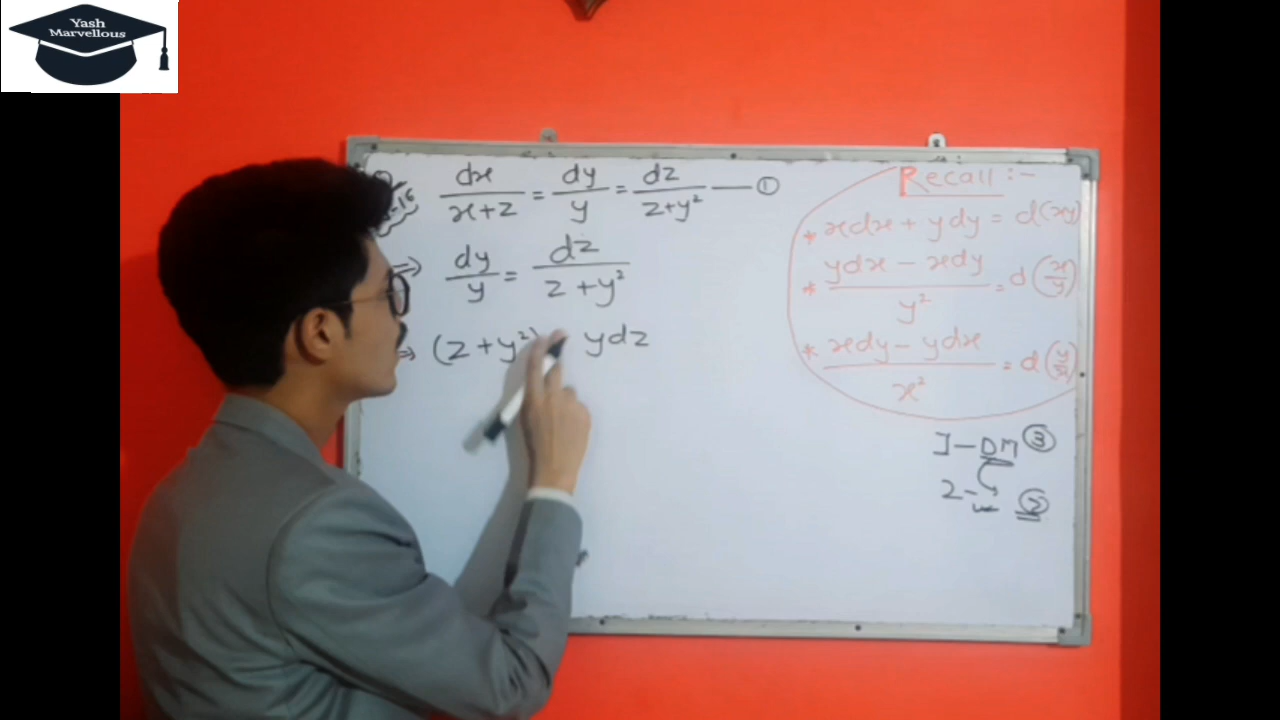 Yash
Marvellous
dx/(x+z) = dy/y = dz/(z+y²) — ①
⇒ dy/y = dz/(z+y²)
⇒ (z+y²) ydz
Recall :-
* xdx + ydy = d(xy)
* (ydx - xdy)/y² = d(x/y)
* (xdy - ydx)/x² = d(y/x)
I - DM ③
2 - ②